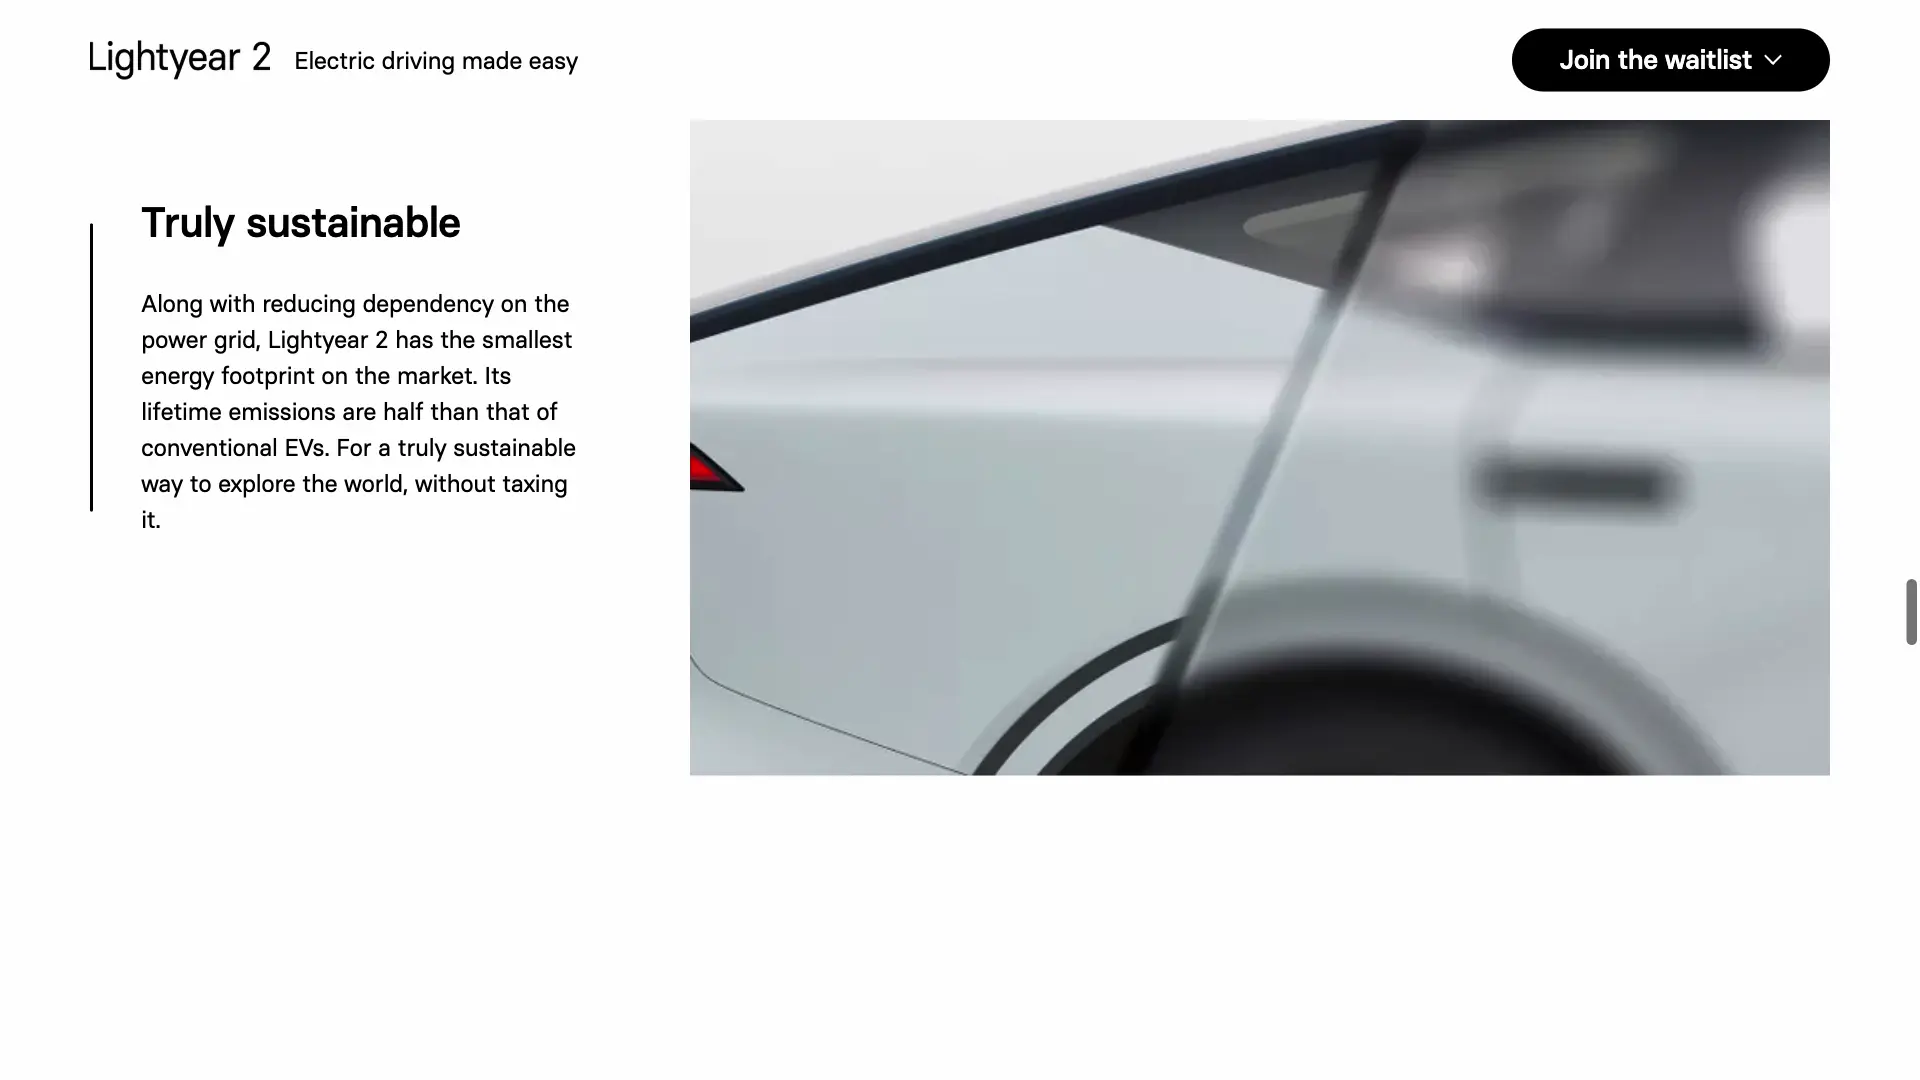 Lightyear 2 Electric driving made easy
Join the waitlist
Truly sustainable
Along with reducing dependency on the
power grid, Lightyear 2 has the smallest
energy footprint on the market. Its
lifetime emissions are half than that of
conventional EVs. For a truly sustainable
way to explore the world, without taxing
it.